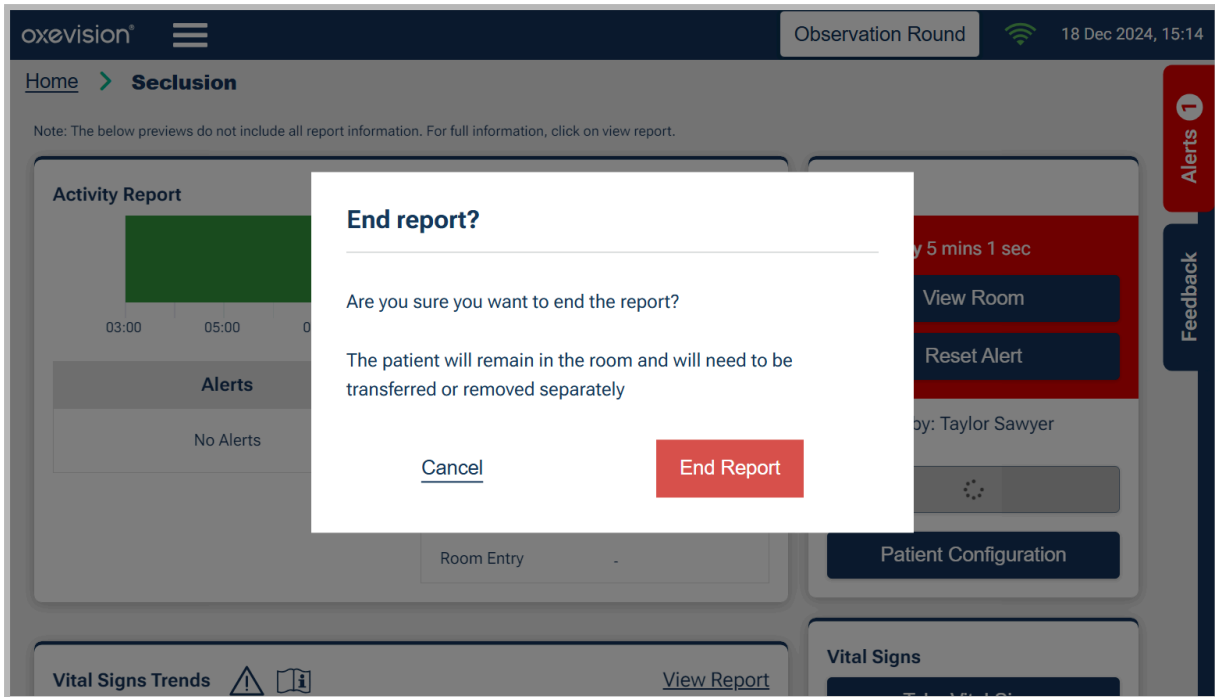 oxevision®
Observation Round
18 Dec 2024, 15:14
Home > Seclusion
Note: The below previews do not include all report information. For full information, click on view report.
Alerts 1
Feedback
Activity Report
03:00
05:00
0
Alerts
No Alerts
Room Entry
-
End report?
Are you sure you want to end the report?
The patient will remain in the room and will need to be
transferred or removed separately
Cancel
End Report
y 5 mins 1 sec
View Room
Reset Alert
by: Taylor Sawyer
Patient Configuration
Vital Signs Trends
View Report
Vital Signs